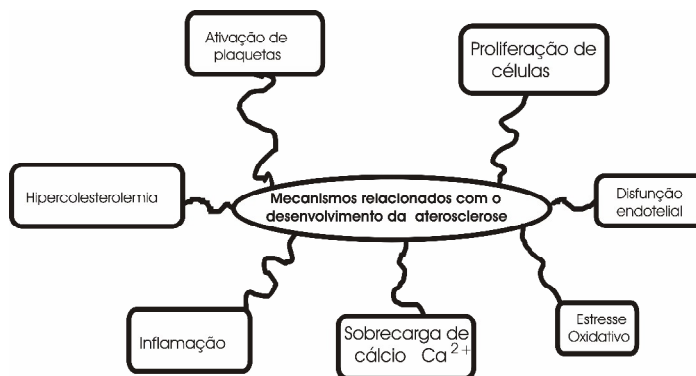 Ativação de
plaquetas
Proliferação de
células
Hipercolesterolemia
Mecanismos relacionados com o
desenvolvimento da aterosclerose
Disfunção
endotelial
Inflamação
Sobrecarga de
cálcio Ca²⁺
Estresse
Oxidativo